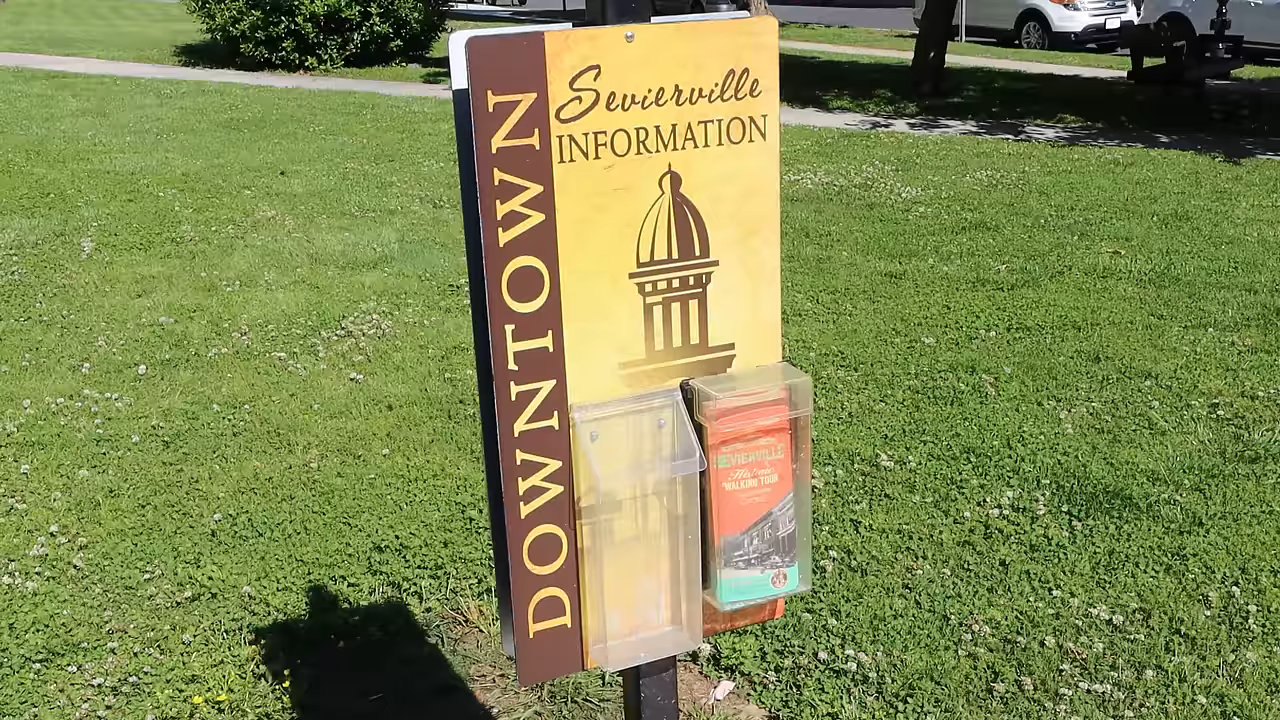 DOWNTOWN
Sevierville
INFORMATION
SEVIERVILLE
Historic
WALKING TOUR